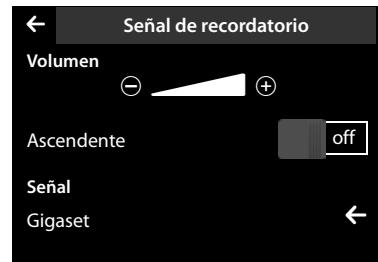 Señal de recordatorio
Volumen
Ascendente off
Señal
Gigaset